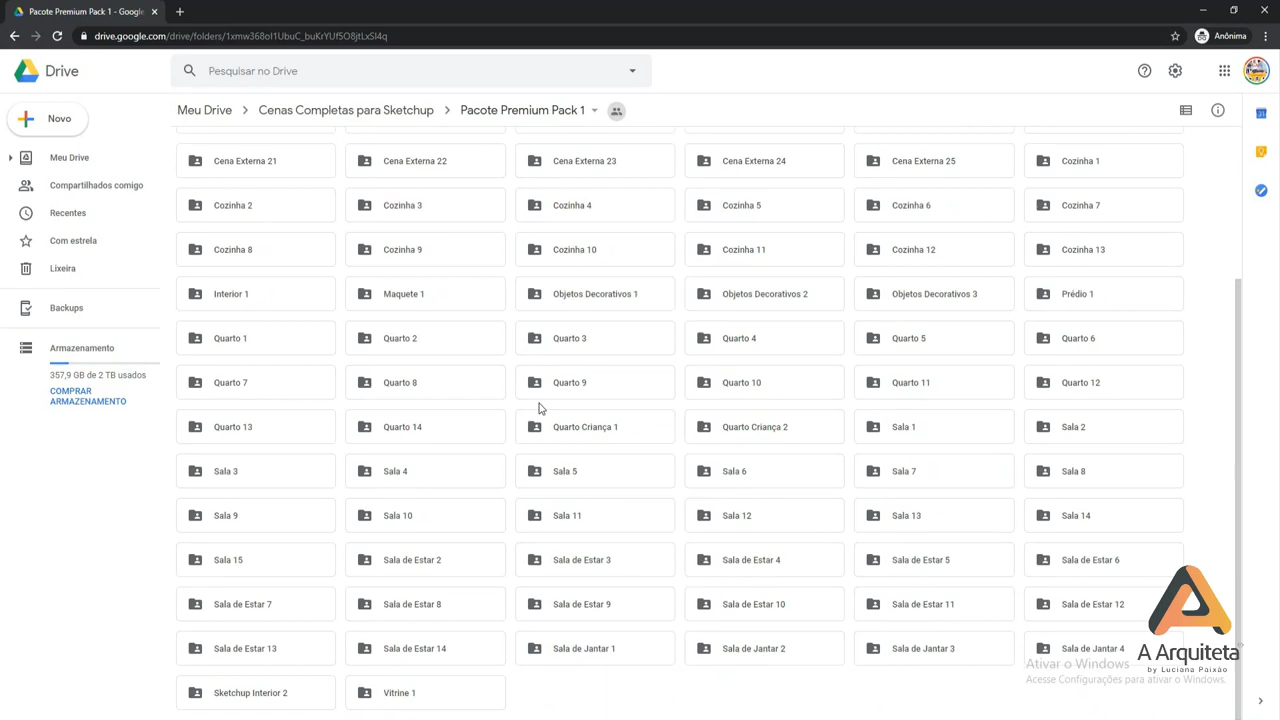 Pacote Premium Pack 1 - Google
drive.google.com/drive/folders/1xmw368oI1UbuC_buKrYUf5O8jtLxSl4q
Anônima
Drive
Pesquisar no Drive
Novo
Meu Drive
Cenas Completas para Sketchup
Pacote Premium Pack 1
Meu Drive
Compartilhados comigo
Recentes
Com estrela
Lixeira
Backups
Armazenamento
357,9 GB de 2 TB usados
COMPRAR
ARMAZENAMENTO
Cena Externa 21
Cena Externa 22
Cena Externa 23
Cena Externa 24
Cena Externa 25
Cozinha 1
Cozinha 2
Cozinha 3
Cozinha 4
Cozinha 5
Cozinha 6
Cozinha 7
Cozinha 8
Cozinha 9
Cozinha 10
Cozinha 11
Cozinha 12
Cozinha 13
Interior 1
Maquete 1
Objetos Decorativos 1
Objetos Decorativos 2
Objetos Decorativos 3
Prédio 1
Quarto 1
Quarto 2
Quarto 3
Quarto 4
Quarto 5
Quarto 6
Quarto 7
Quarto 8
Quarto 9
Quarto 10
Quarto 11
Quarto 12
Quarto 13
Quarto 14
Quarto Criança 1
Quarto Criança 2
Sala 1
Sala 2
Sala 3
Sala 4
Sala 5
Sala 6
Sala 7
Sala 8
Sala 9
Sala 10
Sala 11
Sala 12
Sala 13
Sala 14
Sala 15
Sala de Estar 2
Sala de Estar 3
Sala de Estar 4
Sala de Estar 5
Sala de Estar 6
Sala de Estar 7
Sala de Estar 8
Sala de Estar 9
Sala de Estar 10
Sala de Estar 11
Sala de Estar 12
Sala de Estar 13
Sala de Estar 14
Sala de Jantar 1
Sala de Jantar 2
Sala de Jantar 3
Sala de Jantar 4
Sketchup Interior 2
Vitrine 1
A Arquiteta
by Luciana Paixão
Ativar o Windows
Acesse Configurações para ativar o Windows.